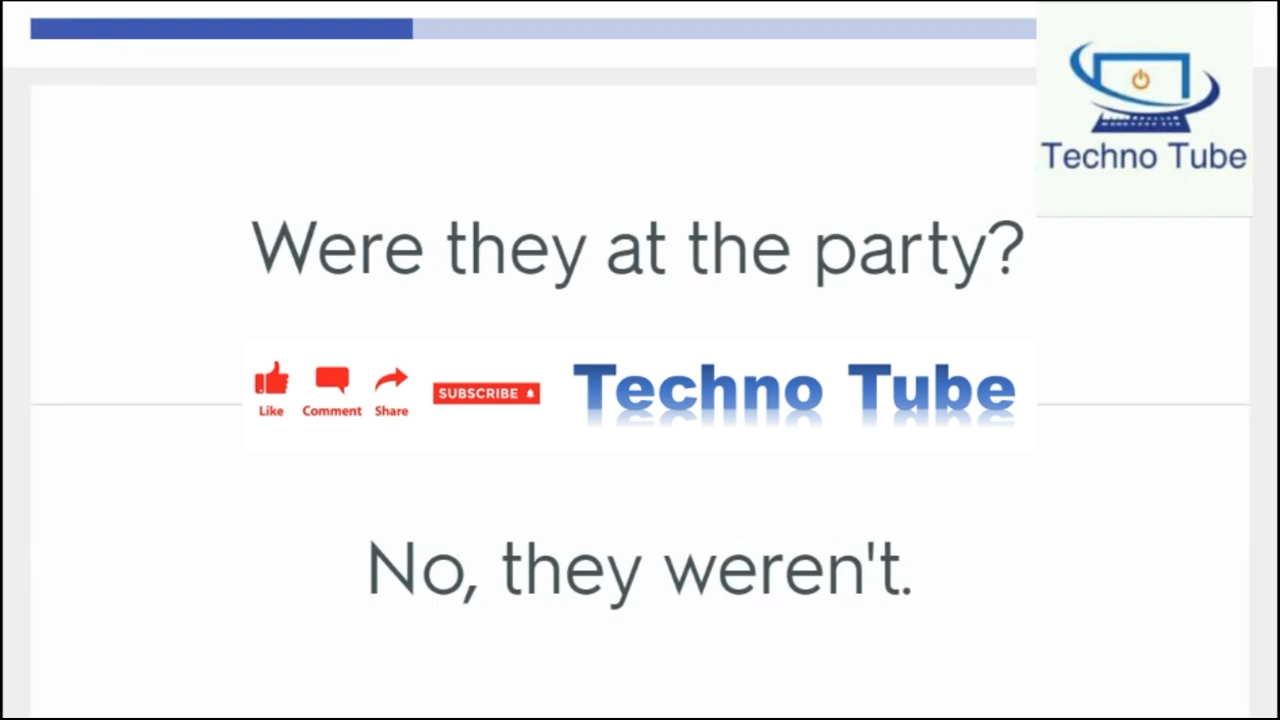 Techno Tube
Were they at the party?
Like Comment Share SUBSCRIBE Techno Tube
No, they weren't.